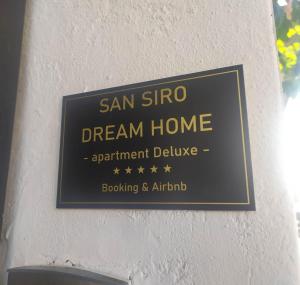 SAN SIRO
DREAM HOME
- apartment Deluxe -
★★★★★
Booking & Airbnb